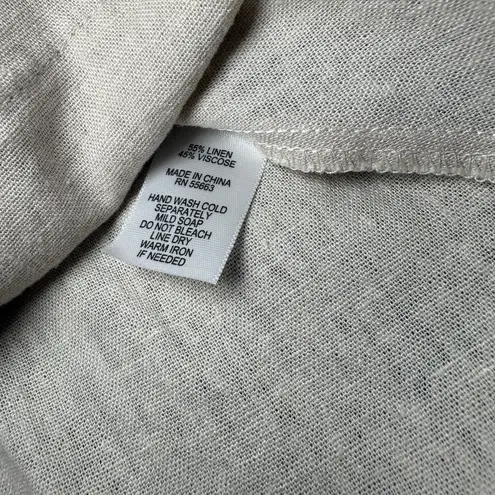 55% LINEN
45% VISCOSE
MADE IN CHINA
RN 55663
HAND WASH COLD
SEPARATELY
MILD SOAP
DO NOT BLEACH
LINE DRY
WARM IRON
IF NEEDED